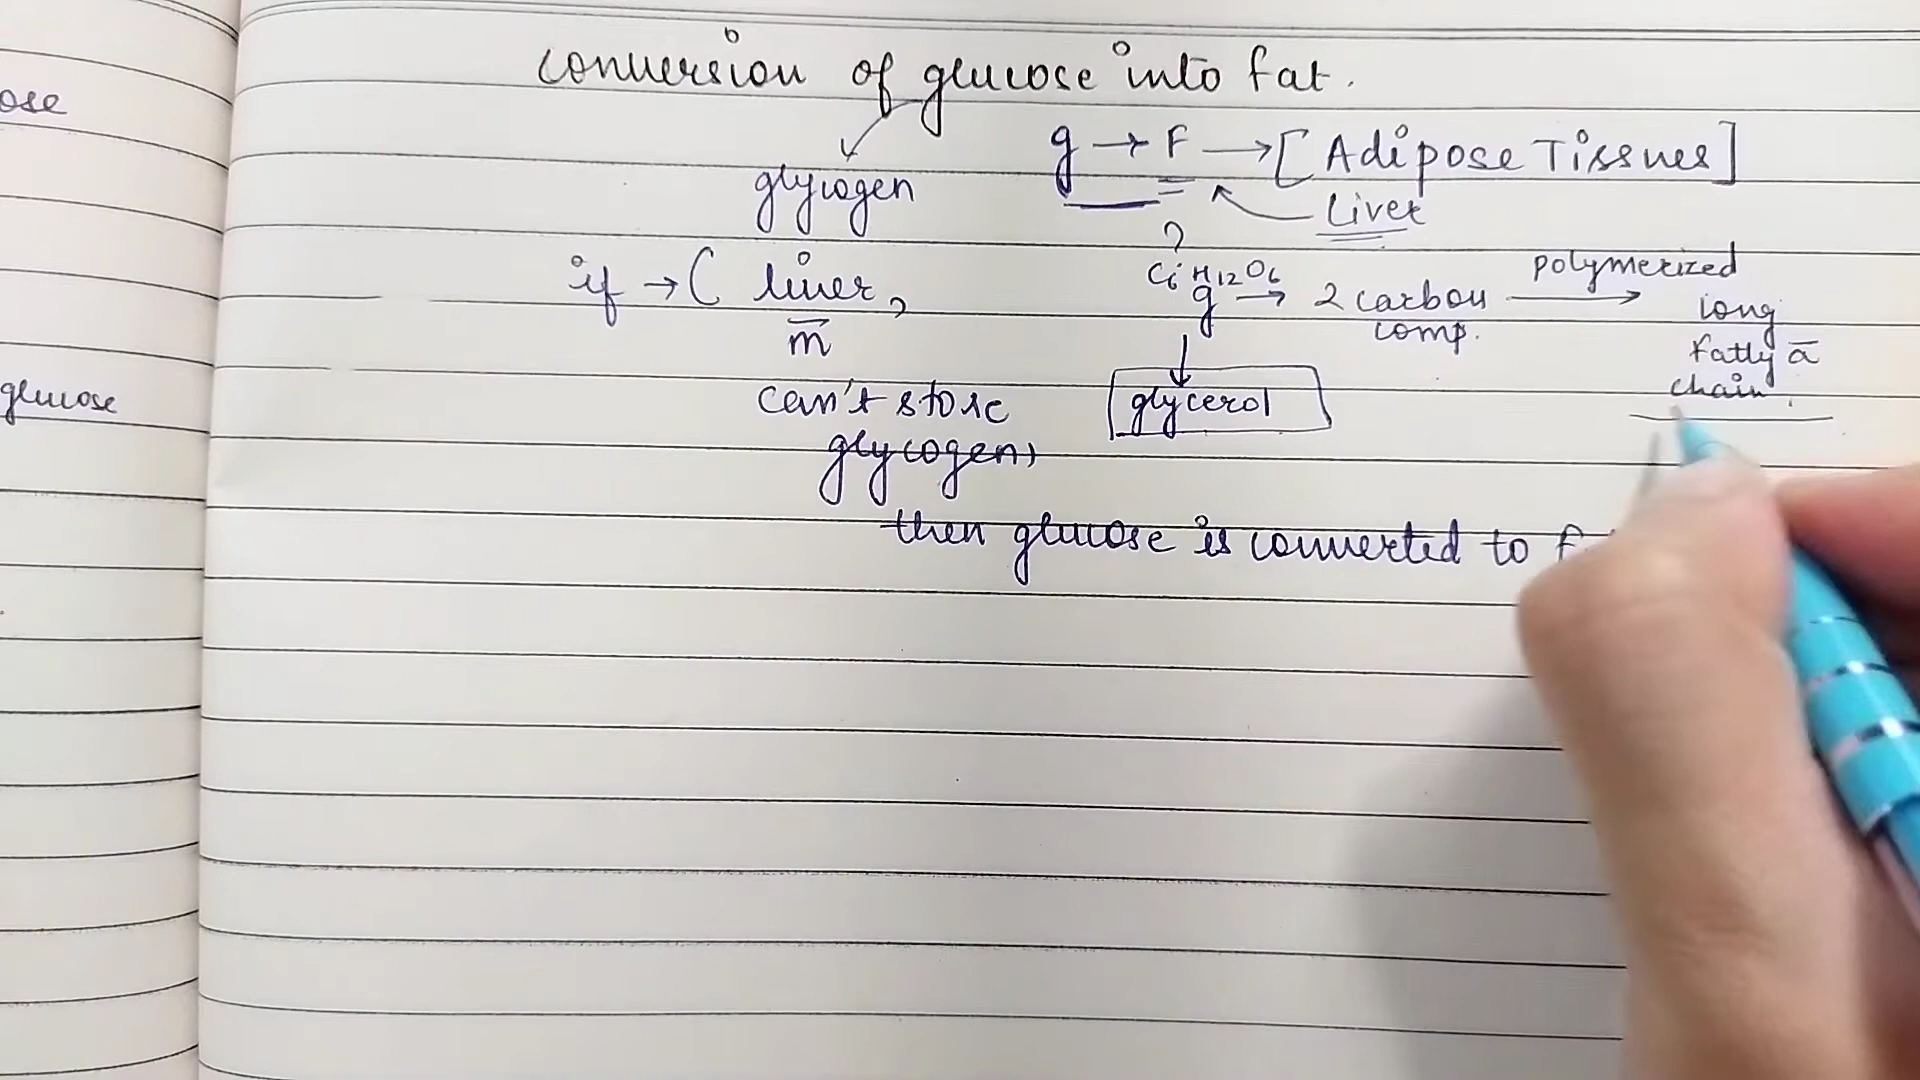 conversion of glucose into fat.
ose
g → F → [Adipose Tissues]
glycogen
Liver
?
if → ( liver,
m̅
C6H12O6
g → 2 carbon comp.
polymerized
→
long
Fatty a̅
chain.
glucose
can't store
glycogen,
glycerol
then glucose is converted to